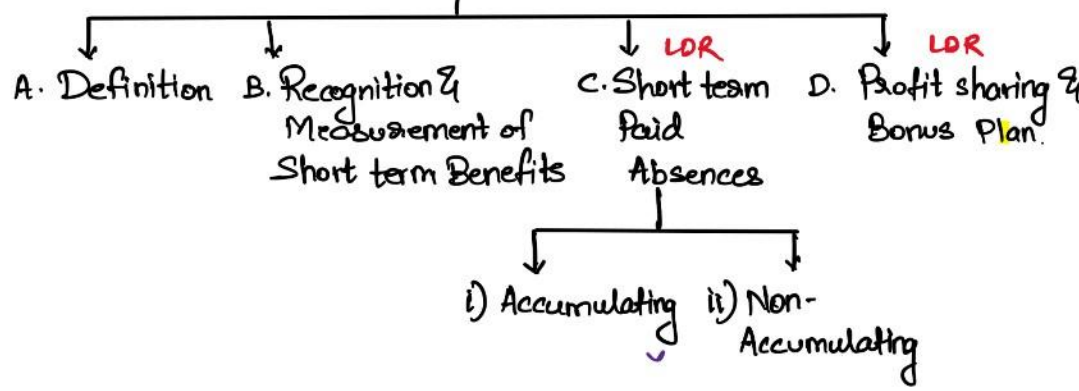 LDR
LDR
A. Definition
B. Recognition &
Measurement of
Short term Benefits
C. Short team
Paid
Absences
D. Profit sharing &
Bonus Plan.
i) Accumulating
ii) Non-
Accumulating